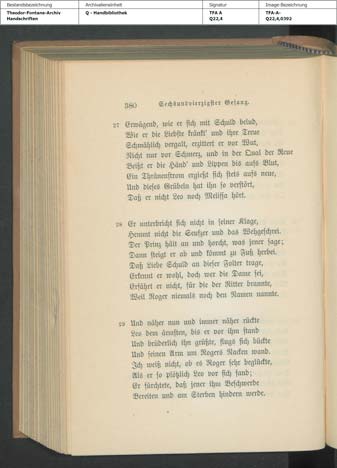 Bestandsbezeichnung
Archivalieneinheit
Signatur
Image-Bezeichnung
Theodor-Fontane-Archiv
Handschriften
Q - Handbibliothek
TFA A
Q22,4
TFA-A-
Q22,4,0392
380 Sechsundvierzigster Gesang.
27 Erwägend, wie er sich mit Schuld belud,
Wie er die Liebste kränkt' und ihre Treue
Schmählich vergalt, erzittert er vor Wut,
Nicht nur vor Schmerz, und in der Qual der Reue
Beißt er die Händ' und Lippen bis aufs Blut,
Ein Thränenstrom ergießt sich stets aufs neue,
Und dieses Grübeln hat ihn so verstört,
Daß er nicht Leo noch Melissa hört.
28 Er unterbricht sich nicht in seiner Klage,
Hemmt nicht die Seufzer und das Wehgeschrei.
Der Prinz hält an und horcht, was jener sage;
Dann steigt er ab und kömmt zu Fuß herbei.
Daß Liebe Schuld an dieser Folter trage,
Erkennt er wohl, doch wer die Dame sei,
Erfährt er nicht, für die der Ritter brannte,
Weil Roger niemals noch den Namen nannte.
29 Und näher nun und immer näher rückte
Leo dem ärmsten, bis er vor ihm stand
Und brüderlich ihn grüßte, flugs sich bückte
Und seinen Arm um Rogers Nacken wand.
Ich weiß nicht, ob es Roger sehr beglückte,
Als er so plötzlich Leo vor sich fand;
Er fürchtete, daß jener ihm Beschwerde
Bereiten und am Sterben hindern werde.